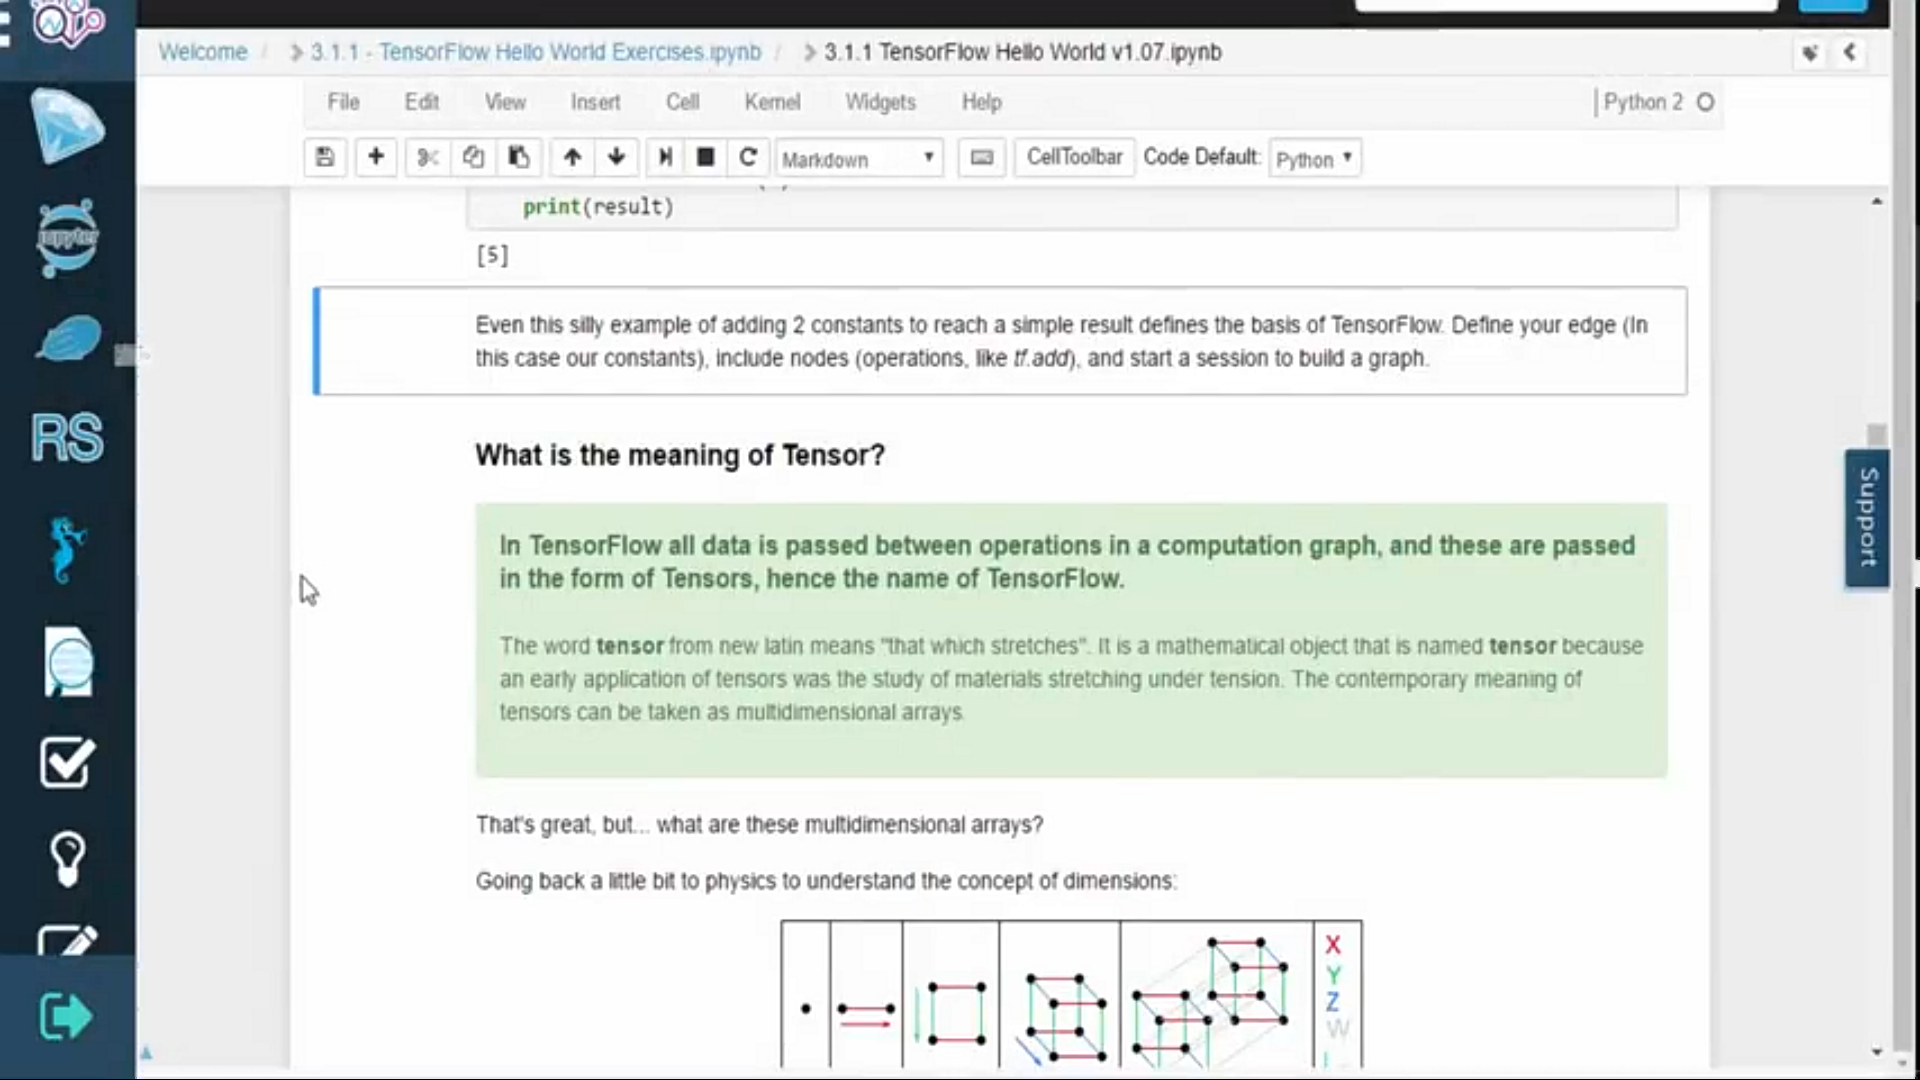 Welcome / > 3.1.1 - TensorFlow Hello World Exercises.ipynb / > 3.1.1 TensorFlow Hello World v1.07.ipynb
File Edit View Insert Cell Kernel Widgets Help Python 2
Markdown CellToolbar Code Default: Python
jupyter
RS
Support
print(result)
[5]
Even this silly example of adding 2 constants to reach a simple result defines the basis of TensorFlow. Define your edge (In
this case our constants), include nodes (operations, like tf.add), and start a session to build a graph.
What is the meaning of Tensor?
In TensorFlow all data is passed between operations in a computation graph, and these are passed
in the form of Tensors, hence the name of TensorFlow.
The word tensor from new latin means "that which stretches". It is a mathematical object that is named tensor because
an early application of tensors was the study of materials stretching under tension. The contemporary meaning of
tensors can be taken as multidimensional arrays
That's great, but... what are these multidimensional arrays?
Going back a little bit to physics to understand the concept of dimensions:
X
Y
Z
W